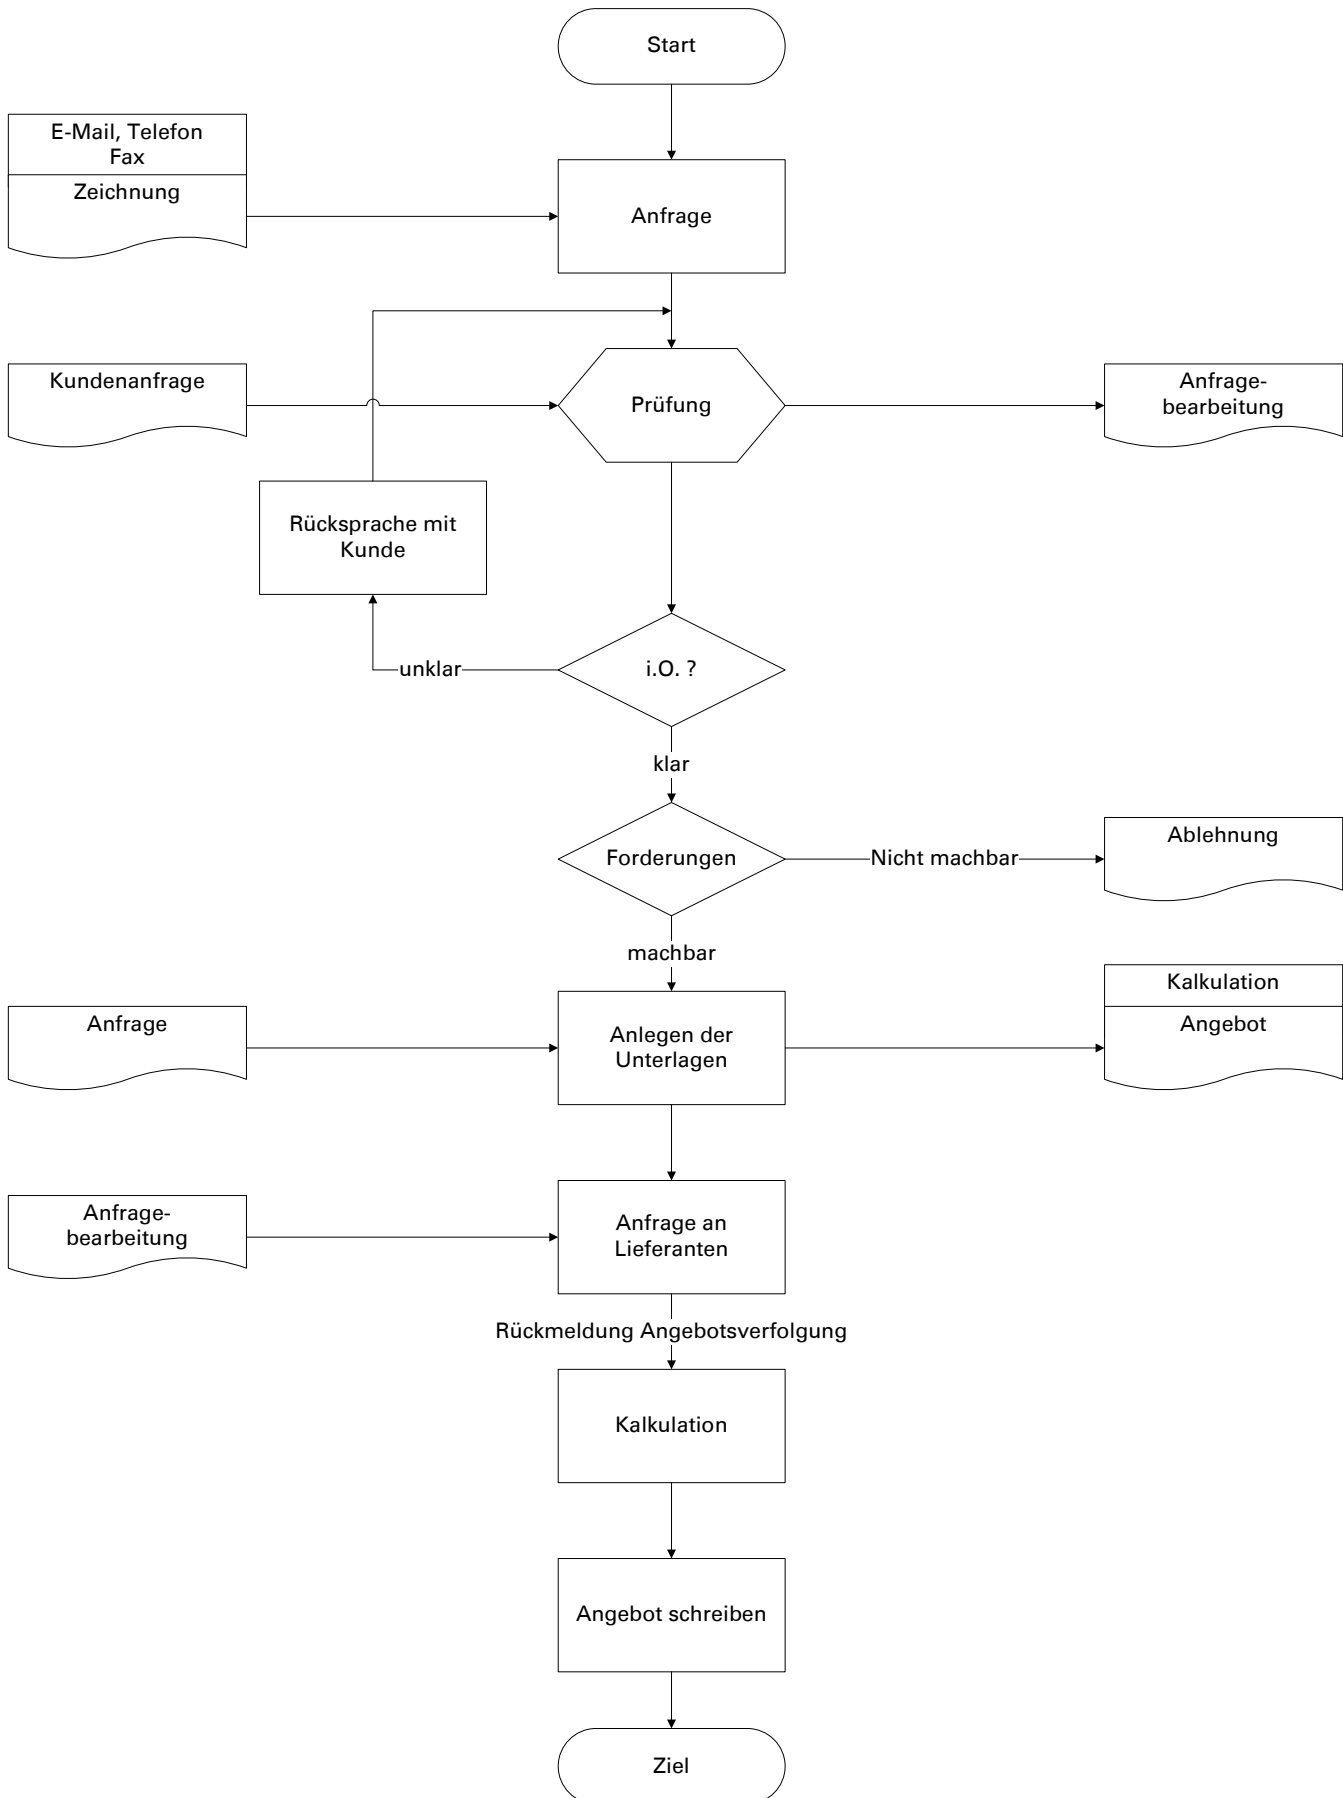 Start
E-Mail, Telefon
Fax
Zeichnung
Anfrage
Kundenanfrage
Prüfung
Anfrage-
bearbeitung
Rücksprache mit
Kunde
unklar
i.O. ?
klar
Forderungen
Nicht machbar
Ablehnung
machbar
Kalkulation
Anfrage
Anlegen der
Unterlagen
Angebot
Anfrage-
bearbeitung
Anfrage an
Lieferanten
Rückmeldung Angebotsverfolgung
Kalkulation
Angebot schreiben
Ziel